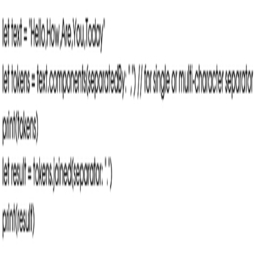 let text = "Hello,How,Are,You,Today"
let tokens = text.components(separatedBy: ",") // for single or multi-character separator
print(tokens)
let result = tokens.joined(separator: ".")
print(result)